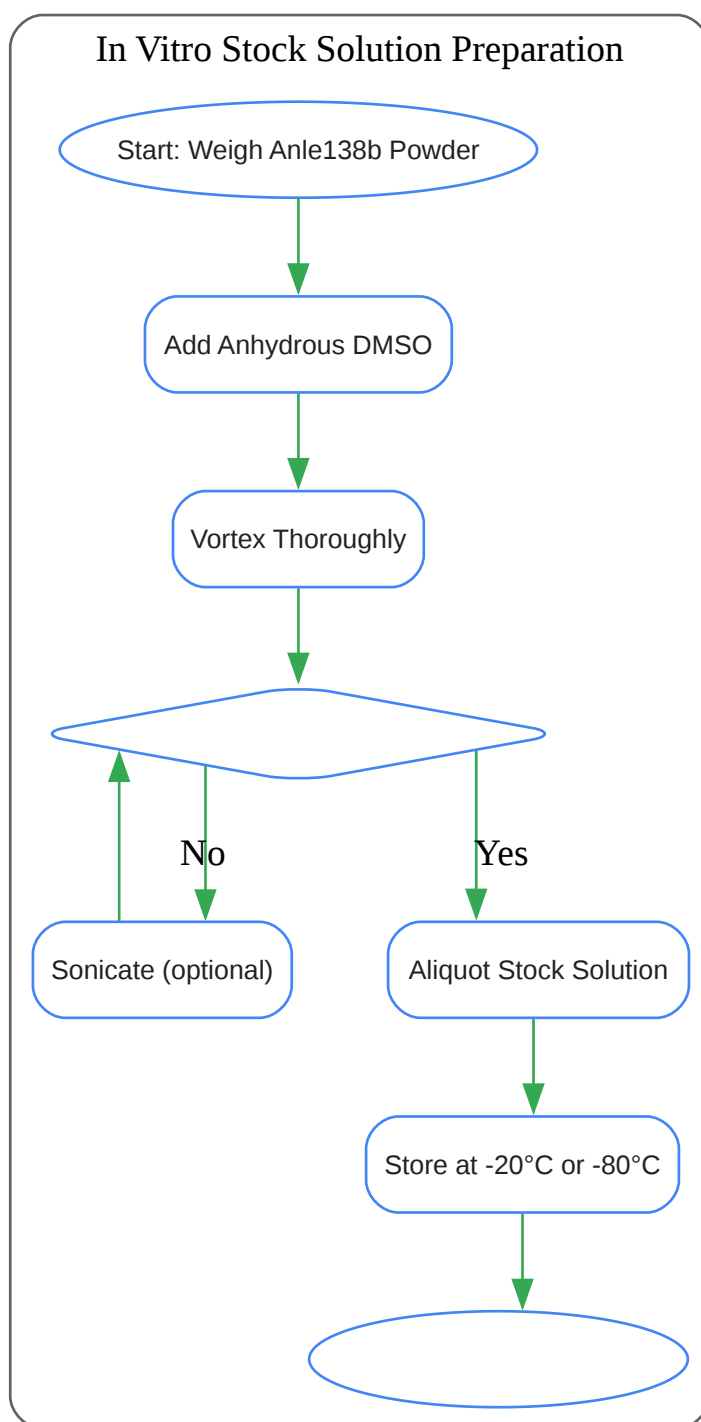 In Vitro Stock Solution Preparation
Start: Weigh Anle138b Powder
Add Anhydrous DMSO
Vortex Thoroughly
No
Yes
Sonicate (optional)
Aliquot Stock Solution
Store at -20°C or -80°C